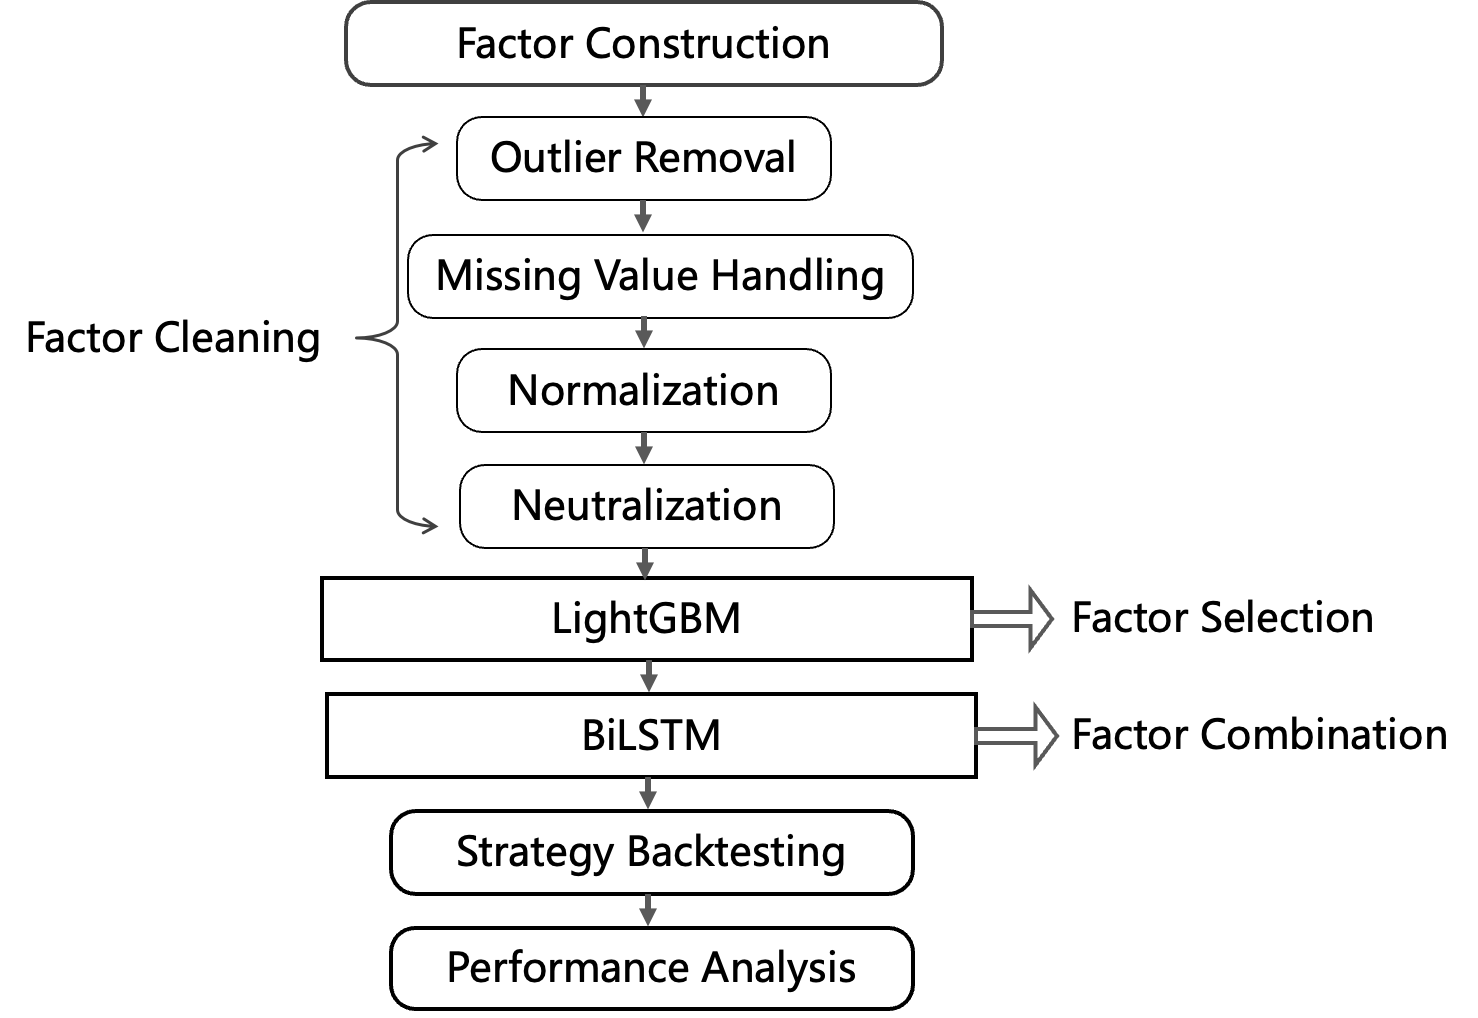 Factor Construction
Outlier Removal
Missing Value Handling
Factor Cleaning
Normalization
Neutralization
LightGBM
Factor Selection
BiLSTM
Factor Combination
Strategy Backtesting
Performance Analysis